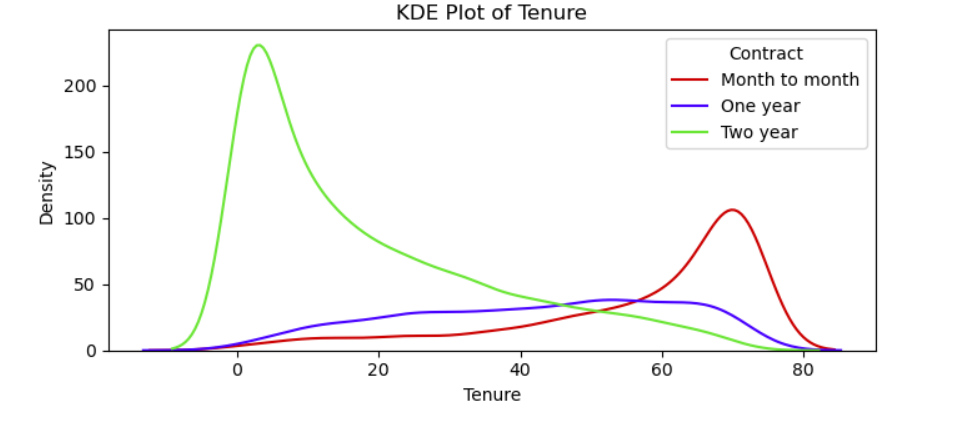 KDE Plot of Tenure
Contract
Month to month
One year
Two year
Density
200
150
100
50
0
0 20 40 60 80
Tenure